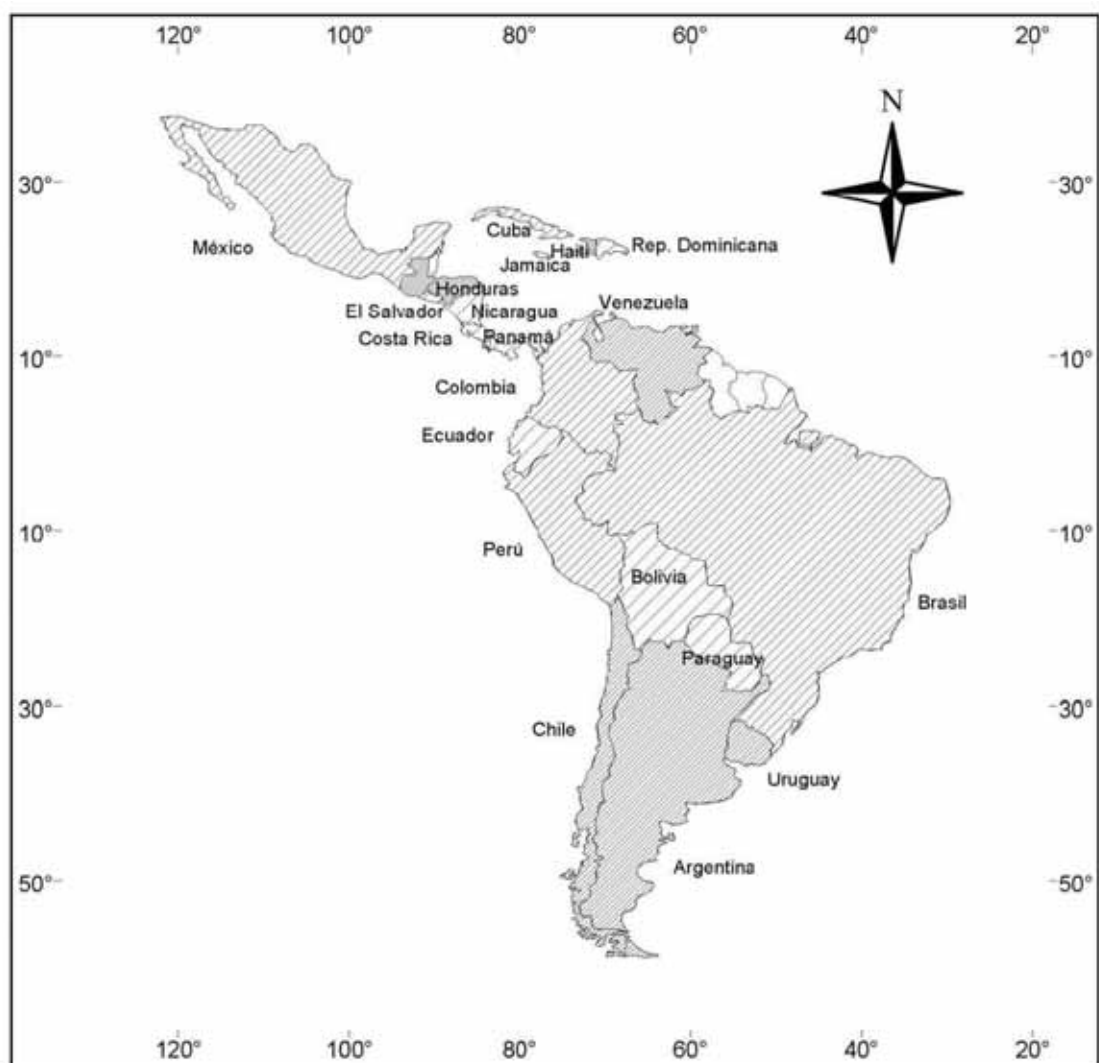 120° 100° 80° 60° 40° 20°
N
30° 30°
Cuba
México Haití Rep. Dominicana
Jamaica
Honduras
Venezuela
El Salvador Nicaragua
Costa Rica Panamá
10° 10°
Colombia
Ecuador
10° 10°
Perú
Bolivia
Brasil
Paraguay
30° 30°
Chile
Uruguay
Argentina
50° 50°
120° 100° 80° 60° 40° 20°